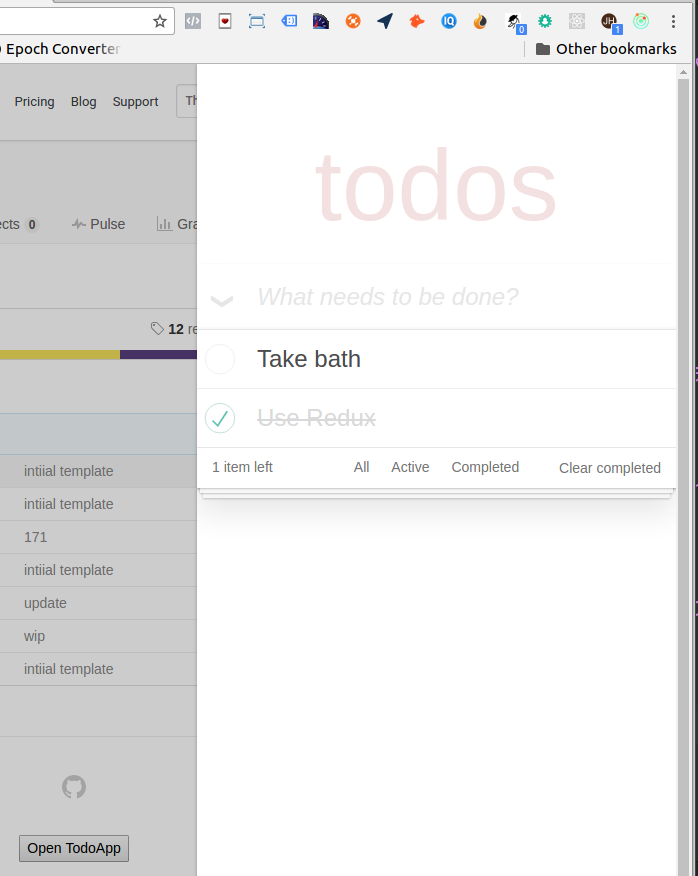 Epoch Converter
Other bookmarks
Pricing Blog Support
ects 0 Pulse Gra
12 re
intiial template
intiial template
171
intiial template
update
wip
intiial template
Open TodoApp
todos
What needs to be done?
Take bath
Use Redux
1 item left All Active Completed Clear completed
IQ
0
JH
1